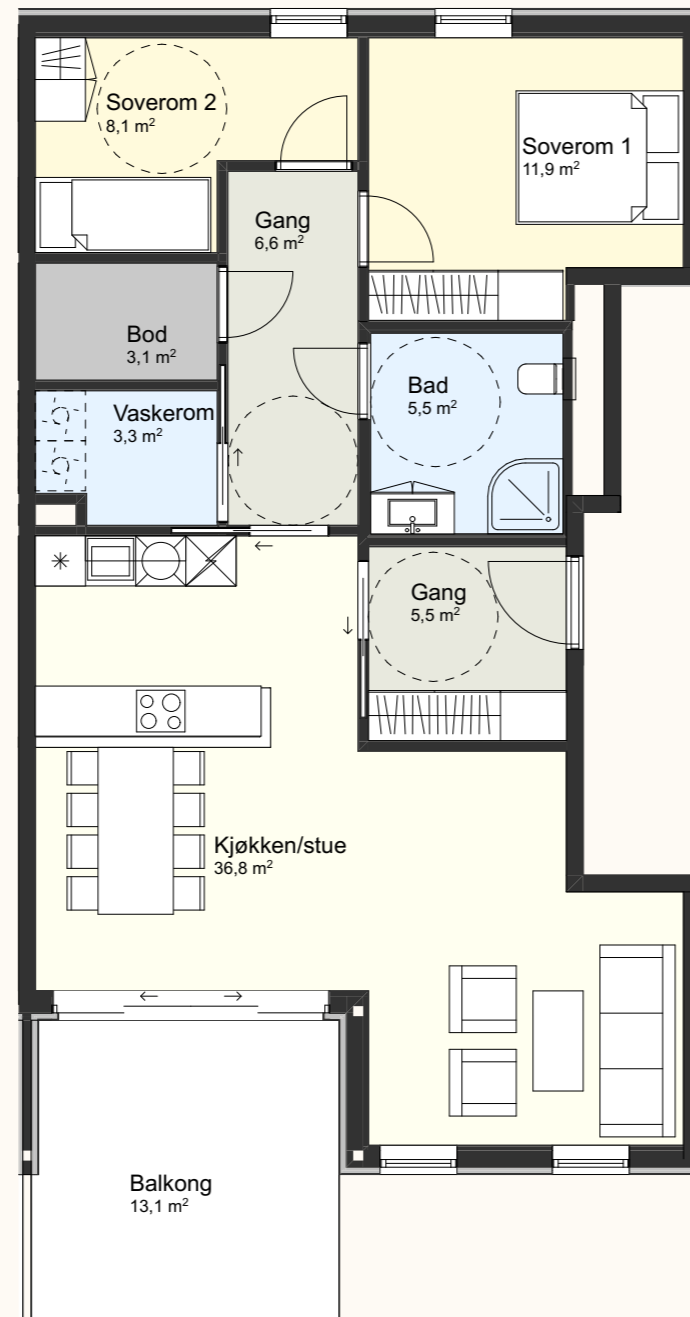 Soverom 2
8,1 m²
Soverom 1
11,9 m²
Gang
6,6 m²
Bod
3,1 m²
Bad
5,5 m²
Vaskerom
3,3 m²
Gang
5,5 m²
Kjøkken/stue
36,8 m²
Balkong
13,1 m²